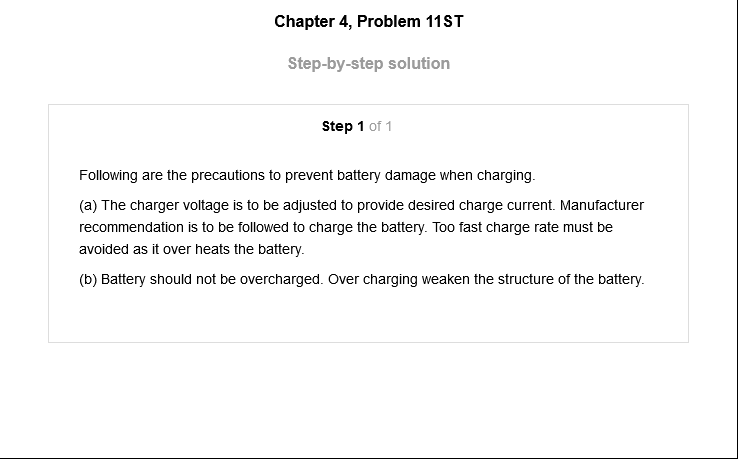 Chapter 4, Problem 11ST
Step-by-step solution
Step 1 of 1
Following are the precautions to prevent battery damage when charging.
(a) The charger voltage is to be adjusted to provide desired charge current. Manufacturer
recommendation is to be followed to charge the battery. Too fast charge rate must be
avoided as it over heats the battery.
(b) Battery should not be overcharged. Over charging weaken the structure of the battery.